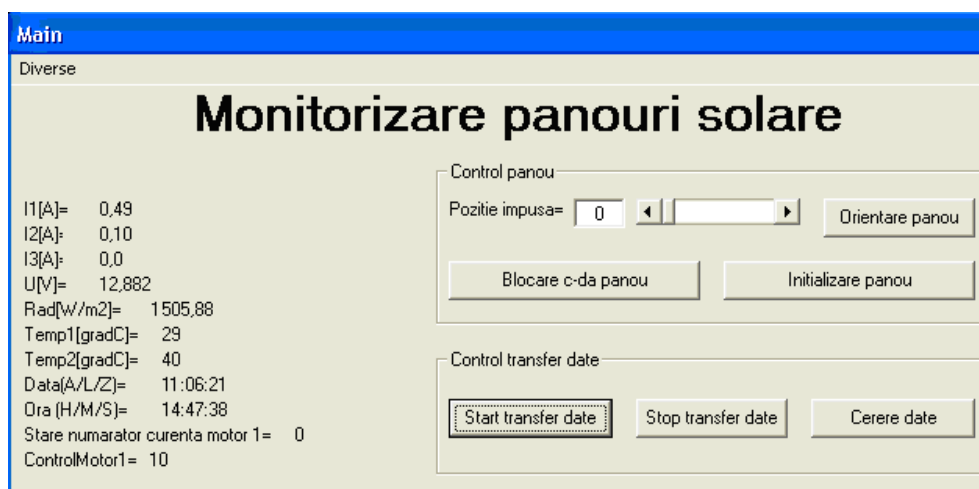 Main
Diverse
Monitorizare panouri solare
I1[A]= 0,49
I2[A]= 0,10
I3[A]= 0,0
U[V]= 12,882
Rad[W/m2]= 1505,88
Temp1[gradC]= 29
Temp2[gradC]= 40
Data(A/L/Z)= 11:06:21
Ora (H/M/S)= 14:47:38
Stare numarator curenta motor 1= 0
ControlMotor1= 10
Control panou
Pozitie impusa= 0 Orientare panou
Blocare c-da panou Initializare panou
Control transfer date
Start transfer date Stop transfer date Cerere date